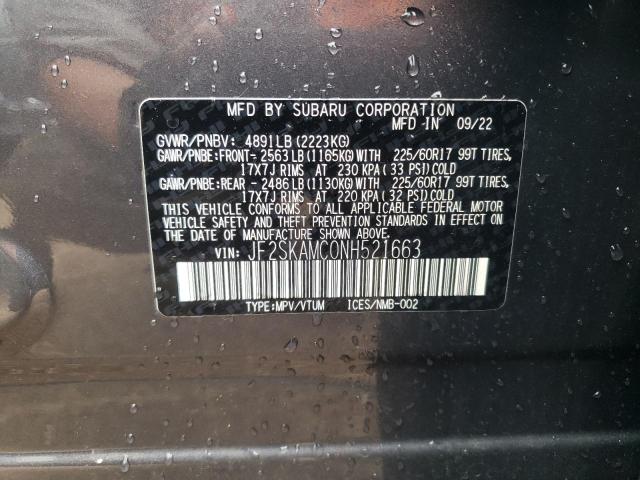 MFD BY SUBARU CORPORATION
MFD IN 09/22
GVWR/PNBV: 4891LB(2223KG)
GAWR/PNBE:FRONT- 2563LB(1165KG)WITH 225/60R17 99T TIRES,
17X7J RIMS AT 230 KPA( 33 PSI)COLD
GAWR/PNBE:REAR - 2486LB(1130KG)WITH 225/60R17 99T TIRES,
17X7J RIMS AT 220 KPA( 32 PSI)COLD
THIS VEHICLE CONFORMS TO ALL APPLICABLE FEDERAL MOTOR
VEHICLE SAFETY AND THEFT PREVENTION STANDARDS IN EFFECT
ON THE DATE OF MANUFACTURE SHOWN ABOVE.
VIN: JF2SKAMC0NH521663
TYPE:MPV/VTUM ICES/NMB-002